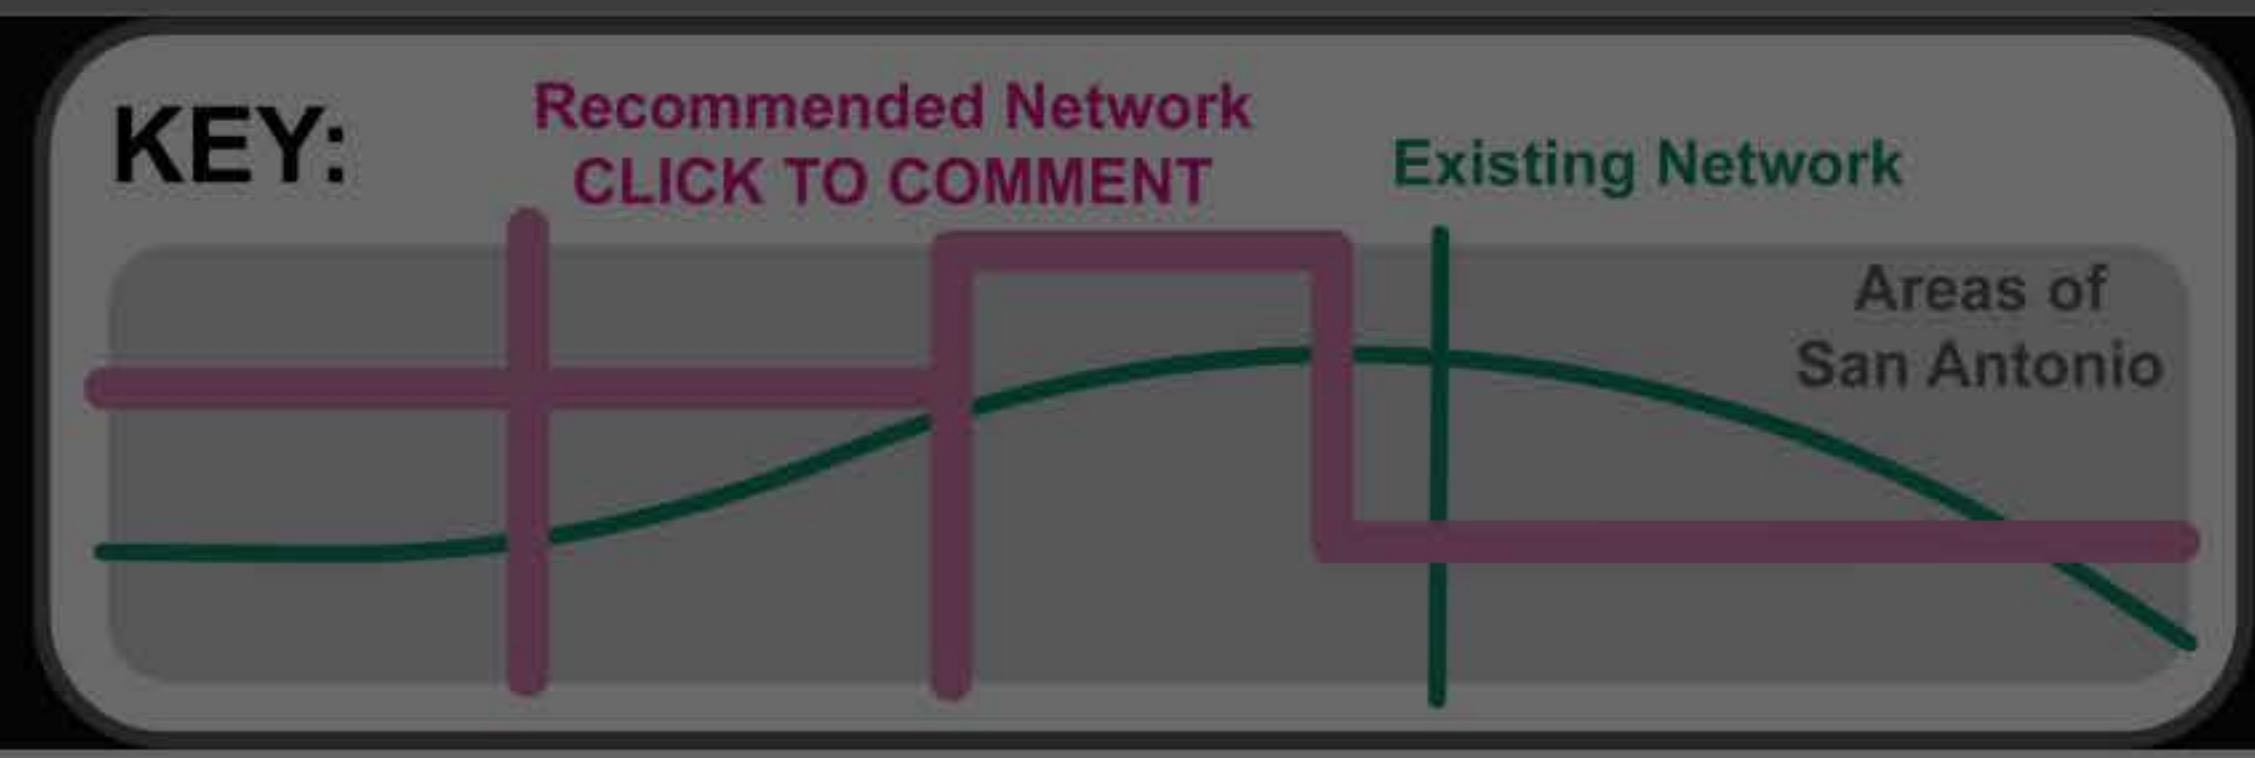 KEY:
Recommended Network
CLICK TO COMMENT
Existing Network
Areas of
San Antonio